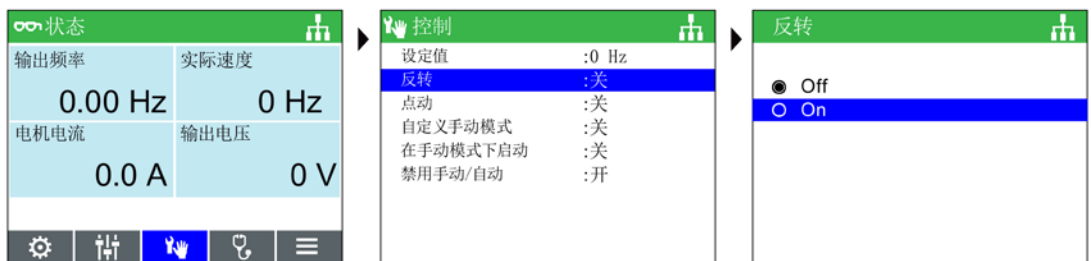 状态
输出频率
实际速度
0.00 Hz
0 Hz
电机电流
输出电压
0.0 A
0 V
控制
设定值 :0 Hz
反转 :关
点动 :关
自定义手动模式 :关
在手动模式下启动 :关
禁用手动/自动 :开
反转
Off
On